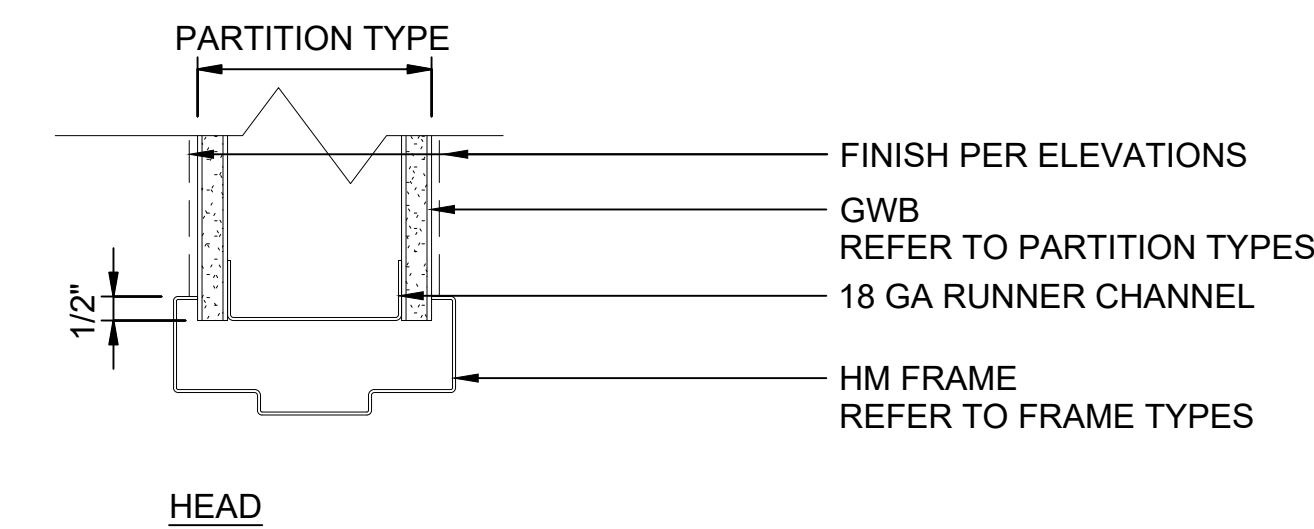 PARTITION TYPE
FINISH PER ELEVATIONS
GWB
REFER TO PARTITION TYPES
18 GA RUNNER CHANNEL
1/2"
HM FRAME
REFER TO FRAME TYPES
HEAD